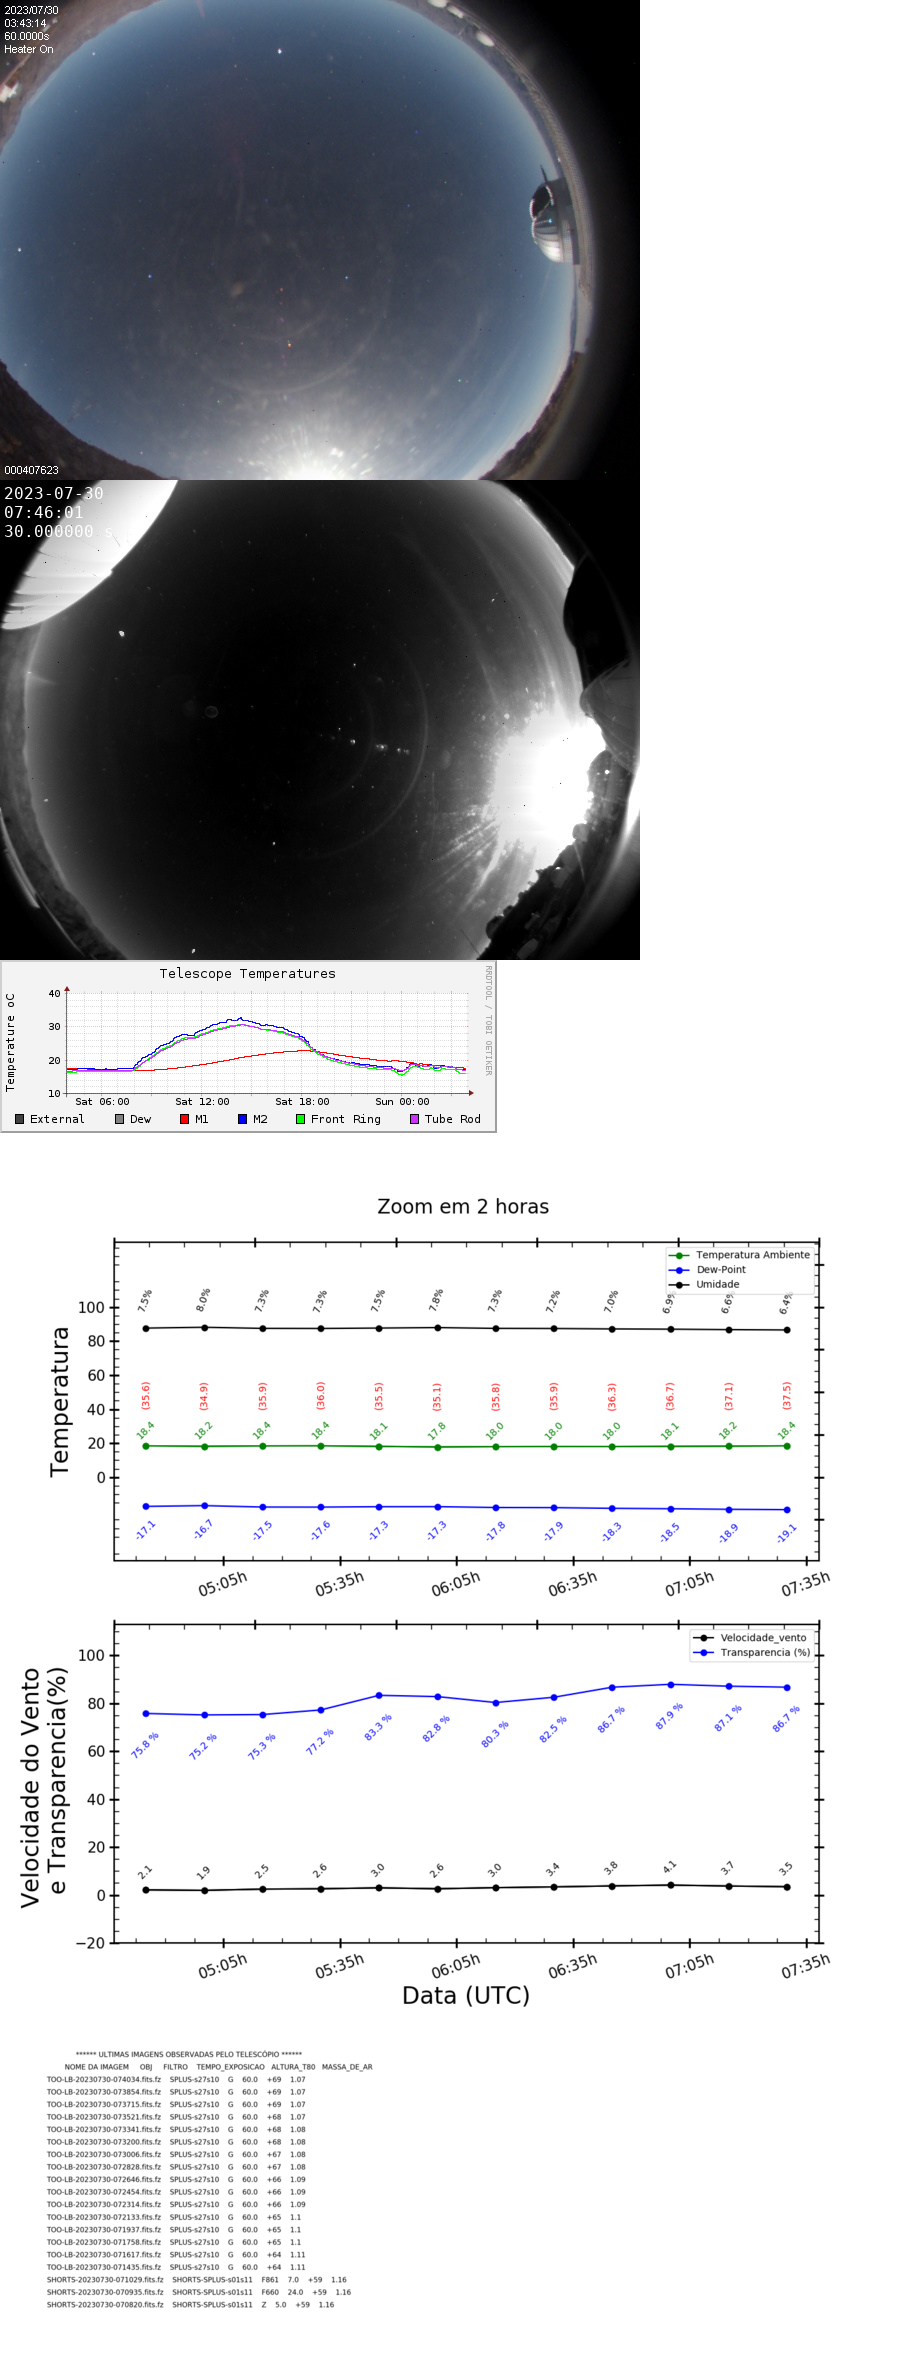 2023/07/30
03:43:14
60.0000s
Heater On
000407623
2023-07-30
07:46:01
30.000000 s
Telescope Temperatures
RRDTOOL / TOBI OETIKER
Temperature oC
40
30
20
10
Sat 06:00 Sat 12:00 Sat 18:00 Sun 00:00
External Dew M1 M2 Front Ring Tube Rod
Zoom em 2 horas
Temperatura Ambiente
Dew-Point
Umidade
7.5% 8.0% 7.3% 7.3% 7.5% 7.8% 7.3% 7.2% 7.0% 6.9% 6.6% 6.4%
Temperatura
100
80
60
40
20
0
(35.6) (34.9) (35.9) (36.0) (35.5) (35.1) (35.8) (35.9) (36.3) (36.7) (37.1) (37.5)
18.4 18.2 18.4 18.4 18.1 17.8 18.0 18.0 18.0 18.1 18.2 18.4
-17.1 -16.7 -17.5 -17.6 -17.3 -17.3 -17.8 -17.9 -18.3 -18.5 -18.9 -19.1
05:05h 05:35h 06:05h 06:35h 07:05h 07:35h
Velocidade_vento
Transparencia (%)
Velocidade do Vento
e Transparencia(%)
100
80
60
40
20
0
−20
75.8 % 75.2 % 75.3 % 77.2 % 83.3 % 82.8 % 80.3 % 82.5 % 86.7 % 87.9 % 87.1 % 86.7 %
2.1 1.9 2.5 2.6 3.0 2.6 3.0 3.4 3.8 4.1 3.7 3.5
05:05h 05:35h 06:05h 06:35h 07:05h 07:35h
Data (UTC)
****** ULTIMAS IMAGENS OBSERVADAS PELO TELESCÓPIO ******
NOME DA IMAGEM OBJ FILTRO TEMPO_EXPOSICAO ALTURA_T80 MASSA_DE_AR
TOO-LB-20230730-074034.fits.fz SPLUS-s27s10 G 60.0 +69 1.07
TOO-LB-20230730-073854.fits.fz SPLUS-s27s10 G 60.0 +69 1.07
TOO-LB-20230730-073715.fits.fz SPLUS-s27s10 G 60.0 +69 1.07
TOO-LB-20230730-073521.fits.fz SPLUS-s27s10 G 60.0 +68 1.07
TOO-LB-20230730-073341.fits.fz SPLUS-s27s10 G 60.0 +68 1.08
TOO-LB-20230730-073200.fits.fz SPLUS-s27s10 G 60.0 +68 1.08
TOO-LB-20230730-073006.fits.fz SPLUS-s27s10 G 60.0 +67 1.08
TOO-LB-20230730-072828.fits.fz SPLUS-s27s10 G 60.0 +67 1.08
TOO-LB-20230730-072646.fits.fz SPLUS-s27s10 G 60.0 +66 1.09
TOO-LB-20230730-072454.fits.fz SPLUS-s27s10 G 60.0 +66 1.09
TOO-LB-20230730-072314.fits.fz SPLUS-s27s10 G 60.0 +66 1.09
TOO-LB-20230730-072133.fits.fz SPLUS-s27s10 G 60.0 +65 1.1
TOO-LB-20230730-071937.fits.fz SPLUS-s27s10 G 60.0 +65 1.1
TOO-LB-20230730-071758.fits.fz SPLUS-s27s10 G 60.0 +65 1.1
TOO-LB-20230730-071617.fits.fz SPLUS-s27s10 G 60.0 +64 1.11
TOO-LB-20230730-071435.fits.fz SPLUS-s27s10 G 60.0 +64 1.11
SHORTS-20230730-071029.fits.fz SHORTS-SPLUS-s01s11 F861 7.0 +59 1.16
SHORTS-20230730-070935.fits.fz SHORTS-SPLUS-s01s11 F660 24.0 +59 1.16
SHORTS-20230730-070820.fits.fz SHORTS-SPLUS-s01s11 Z 5.0 +59 1.16